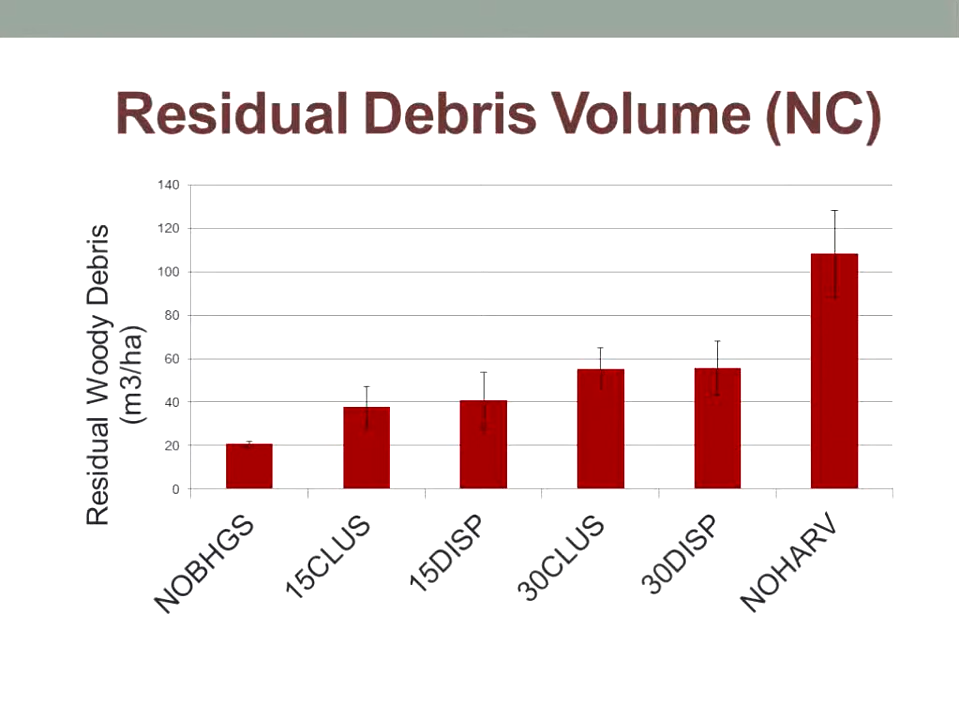 Residual Debris Volume (NC)
Residual Woody Debris
(m3/ha)
140
120
100
80
60
40
20
0
NOBHGS
15CLUS
15DISP
30CLUS
30DISP
NOHARV